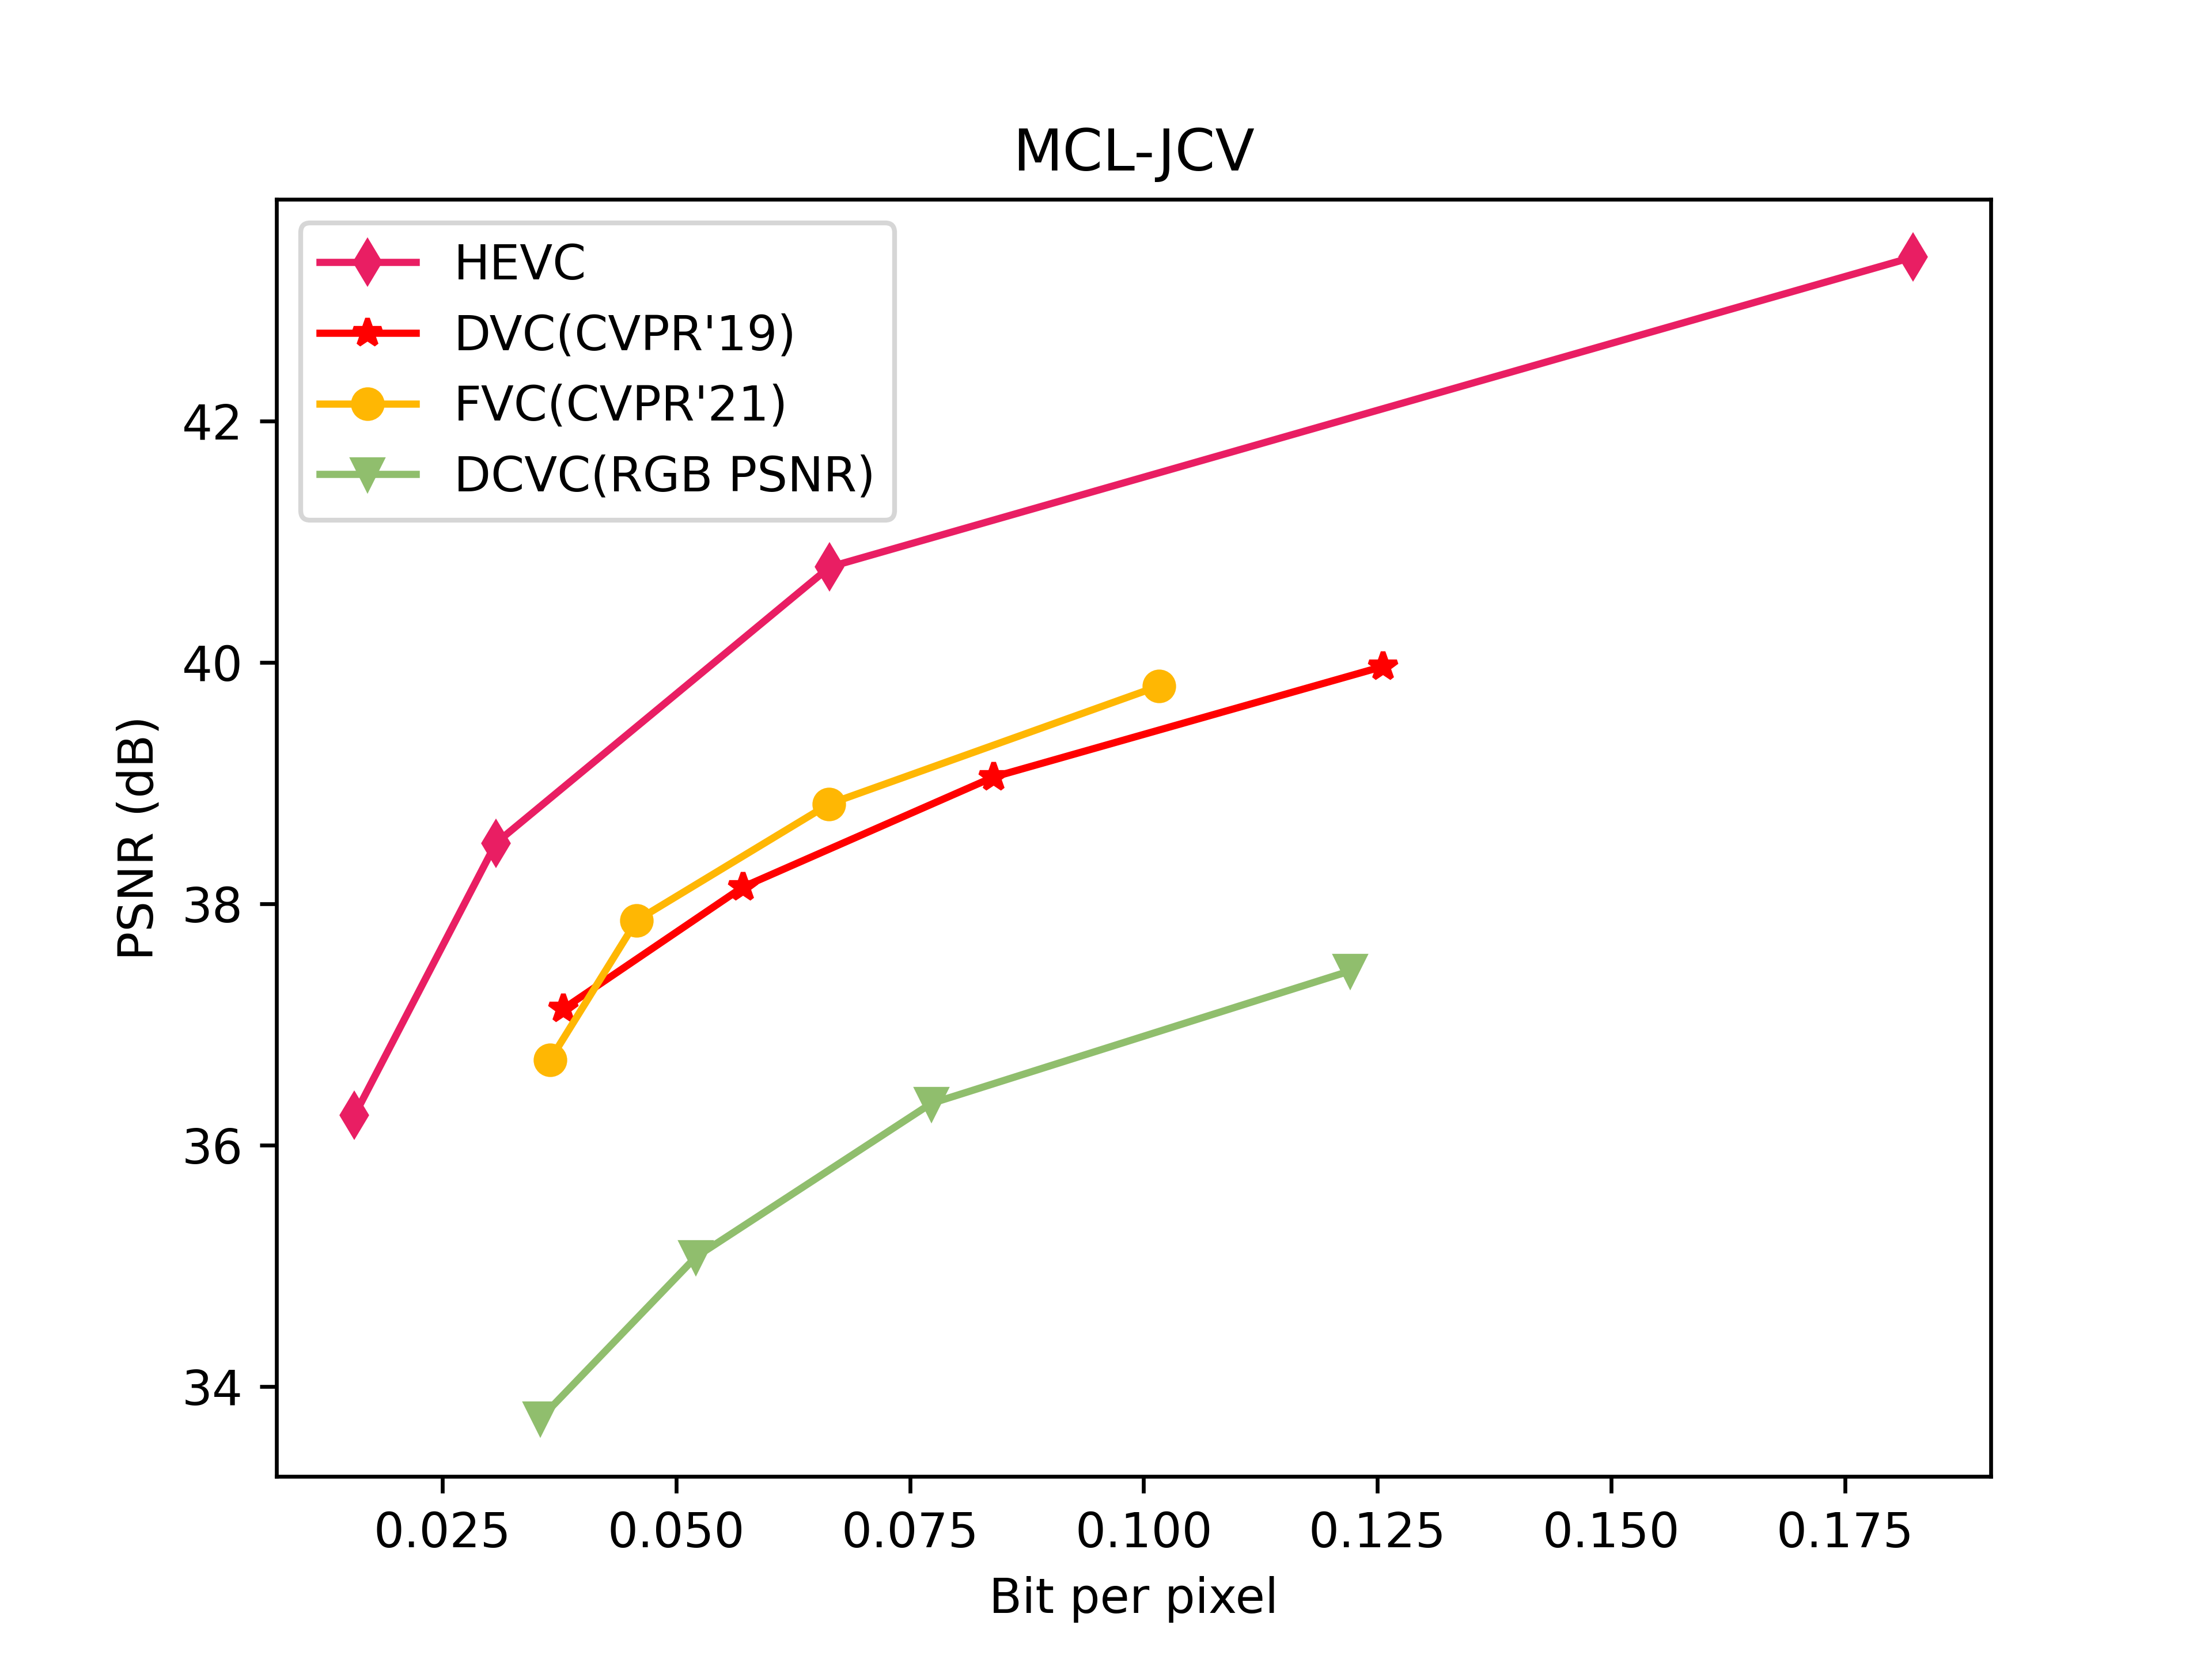 MCL-JCV
HEVC
DVC(CVPR'19)
FVC(CVPR'21)
DCVC(RGB PSNR)
PSNR (dB)
42
40
38
36
34
0.025 0.050 0.075 0.100 0.125 0.150 0.175
Bit per pixel